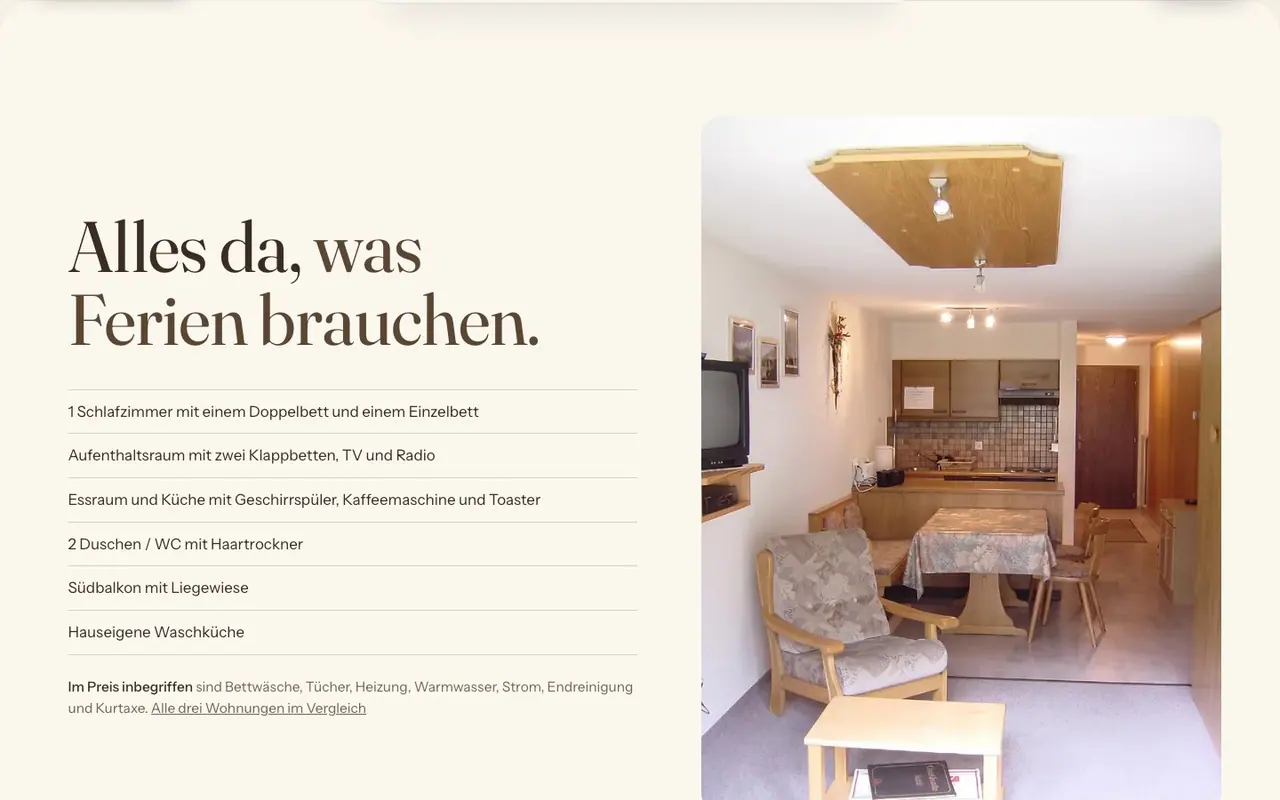 Alles da, was
Ferien brauchen.
1 Schlafzimmer mit einem Doppelbett und einem Einzelbett
Aufenthaltsraum mit zwei Klappbetten, TV und Radio
Essraum und Küche mit Geschirrspüler, Kaffeemaschine und Toaster
2 Duschen / WC mit Haartrockner
Südbalkon mit Liegewiese
Hauseigene Waschküche
Im Preis inbegriffen sind Bettwäsche, Tücher, Heizung, Warmwasser, Strom, Endreinigung
und Kurtaxe. Alle drei Wohnungen im Vergleich